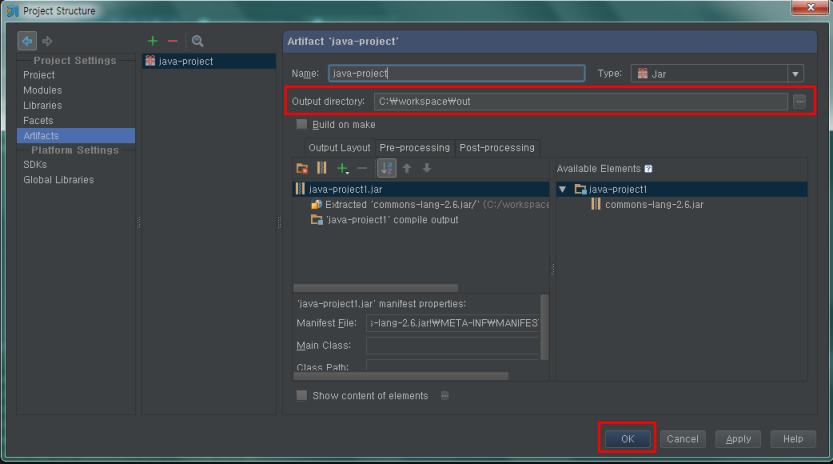 Project Structure
Project Settings
Project
Modules
Libraries
Facets
Artifacts
Platform Settings
SDKs
Global Libraries
java-project
Artifact 'java-project'
Name: java-project Type: Jar
Output directory: C:₩workspace₩out
Build on make
Output Layout Pre-processing Post-processing
Available Elements ?
java-project1.jar
Extracted 'commons-lang-2.6.jar/' (C:/workspace
'java-project1' compile output
java-project1
commons-lang-2.6.jar
'java-project1.jar' manifest properties:
Manifest File: s-lang-2.6.jar!₩META-INF₩MANIFES
Main Class:
Class Path:
Show content of elements
OK Cancel Apply Help